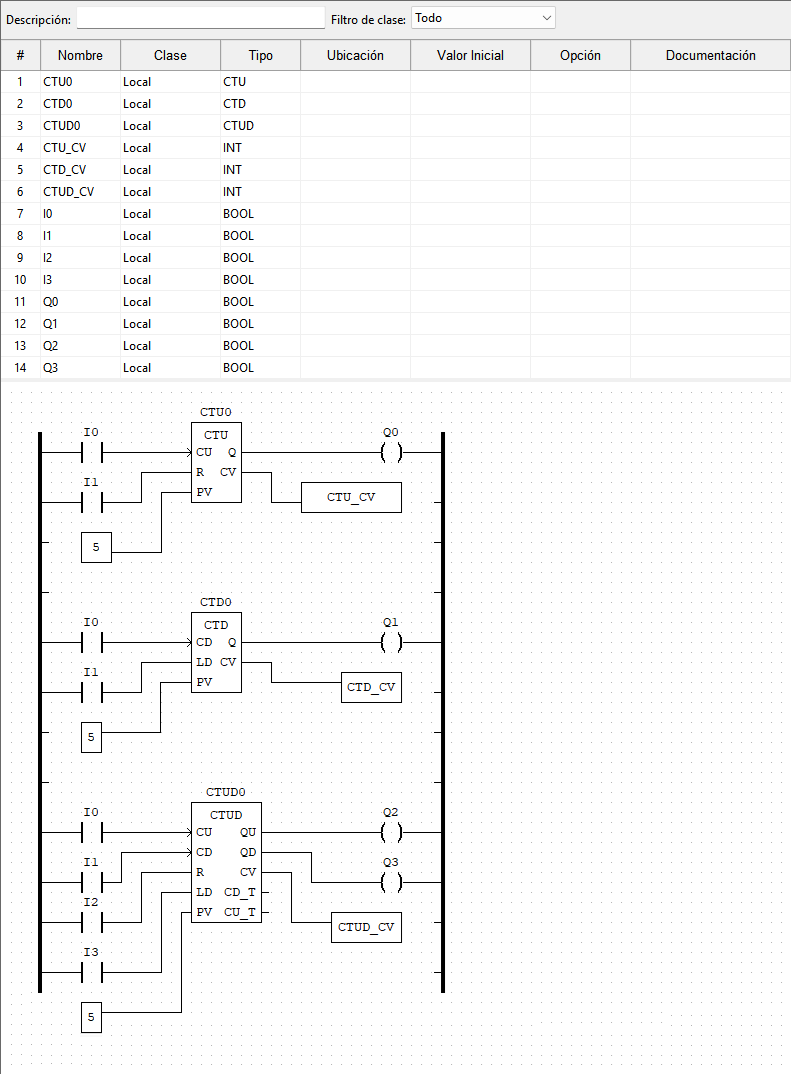 Descripción: Filtro de clase: Todo
# Nombre Clase Tipo Ubicación Valor Inicial Opción Documentación
1 CTU0 Local CTU
2 CTD0 Local CTD
3 CTUD0 Local CTUD
4 CTU_CV Local INT
5 CTD_CV Local INT
6 CTUD_CV Local INT
7 I0 Local BOOL
8 I1 Local BOOL
9 I2 Local BOOL
10 I3 Local BOOL
11 Q0 Local BOOL
12 Q1 Local BOOL
13 Q2 Local BOOL
14 Q3 Local BOOL
CTU0
I0 CTU Q0
CU Q
R CV
I1 PV CTU_CV
5
CTD0
I0 CTD Q1
CD Q
LD CV
I1 PV CTD_CV
5
CTUD0
I0 CTUD Q2
CU QU
CD QD
I1 R CV Q3
LD CD_T
I2 PV CU_T
CTUD_CV
I3
5